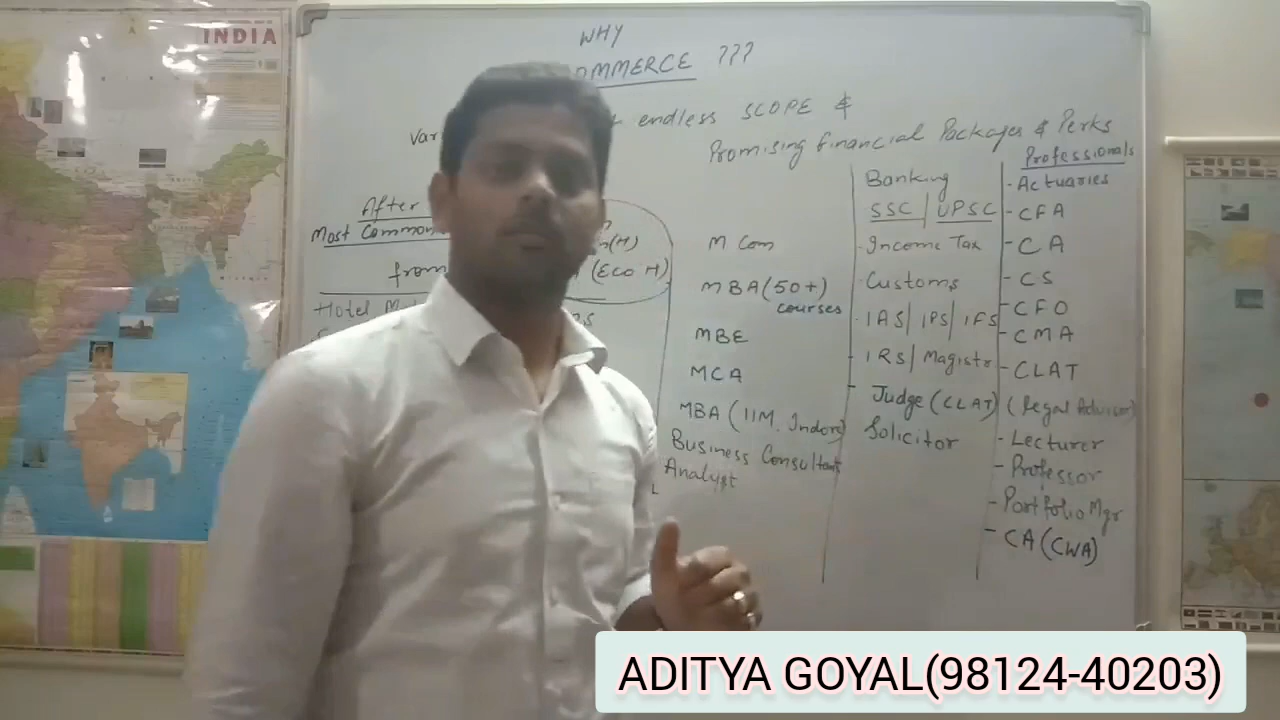 INDIA
WHY
OMMERCE ???
endless SCOPE &
Promising financial Packages & Perks
After
Most Common
from
(H)
(Eco H)
Hotel
M Com
MBA (50+)
courses
MBE
MCA
MBA (IIM. Indore)
Business Consultant
Analyst
Banking
SSC | UPSC
- Income Tax
- Customs
- IAS | IPS | IFS
- IRS | Magistr
- Judge (CLAT)
Solicitor
Professionals
- Actuaries
- CFA
- CA
- CS
- CFO
- CMA
- CLAT
(Legal Advisor)
- Lecturer
- Professor
- Portfolio Mgr
- CA (CWA)
ADITYA GOYAL(98124-40203)